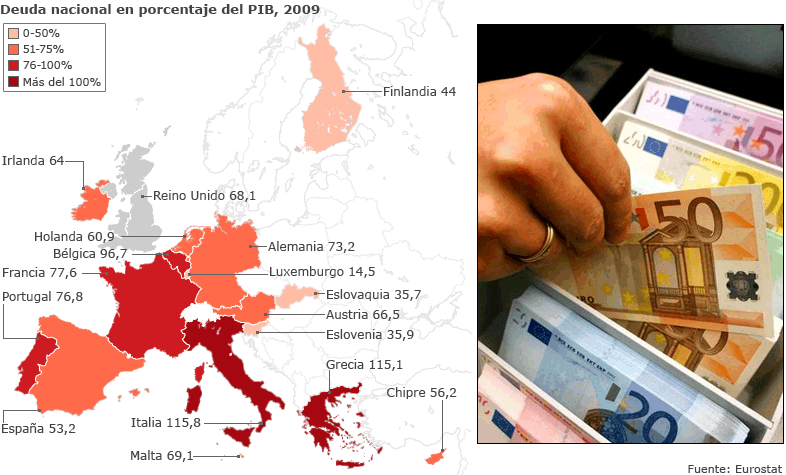 Deuda nacional en porcentaje del PIB, 2009
0-50%
51-75%
76-100%
Más del 100%
Finlandia 44
Irlanda 64
Reino Unido 68,1
Holanda 60,9
Bélgica 96,7
Alemania 73,2
Francia 77,6
Luxemburgo 14,5
Portugal 76,8
Eslovaquia 35,7
Austria 66,5
Eslovenia 35,9
Grecia 115,1
Chipre 56,2
España 53,2
Italia 115,8
Malta 69,1
50
20
Fuente: Eurostat